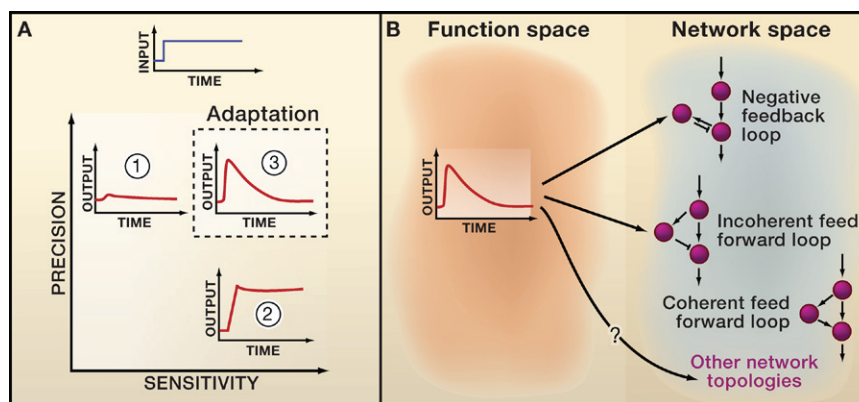 A
INPUT
TIME
Adaptation
PRECISION
OUTPUT
1
TIME
OUTPUT
3
TIME
OUTPUT
2
TIME
SENSITIVITY
B
Function space
Network space
OUTPUT
TIME
Negative
feedback
loop
Incoherent feed
forward loop
Coherent feed
forward loop
?
Other network
topologies